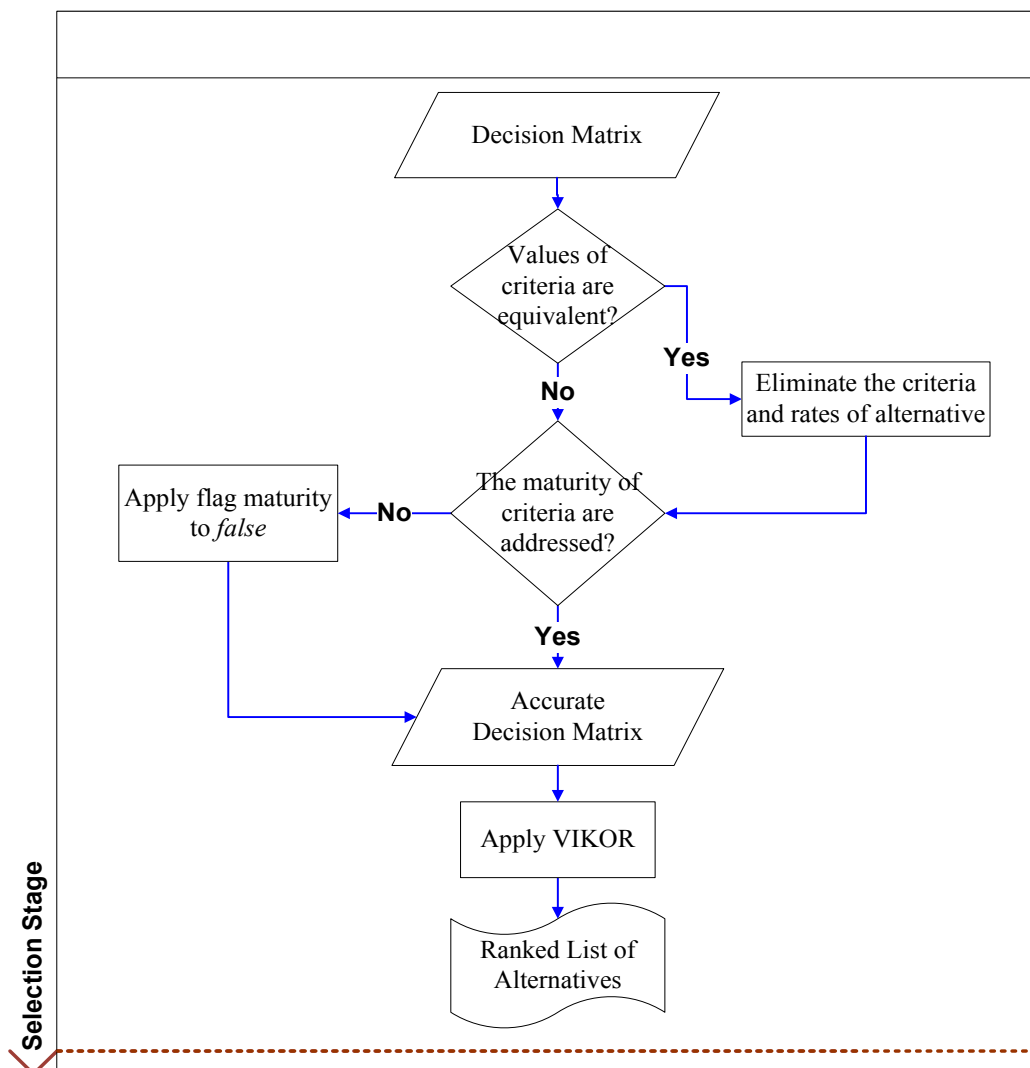 Decision Matrix
Values of
criteria are
equivalent?
Yes
No
Eliminate the criteria
and rates of alternative
The maturity of
criteria are
addressed?
No
Apply flag maturity
to false
Yes
Accurate
Decision Matrix
Apply VIKOR
Ranked List of
Alternatives
Selection Stage